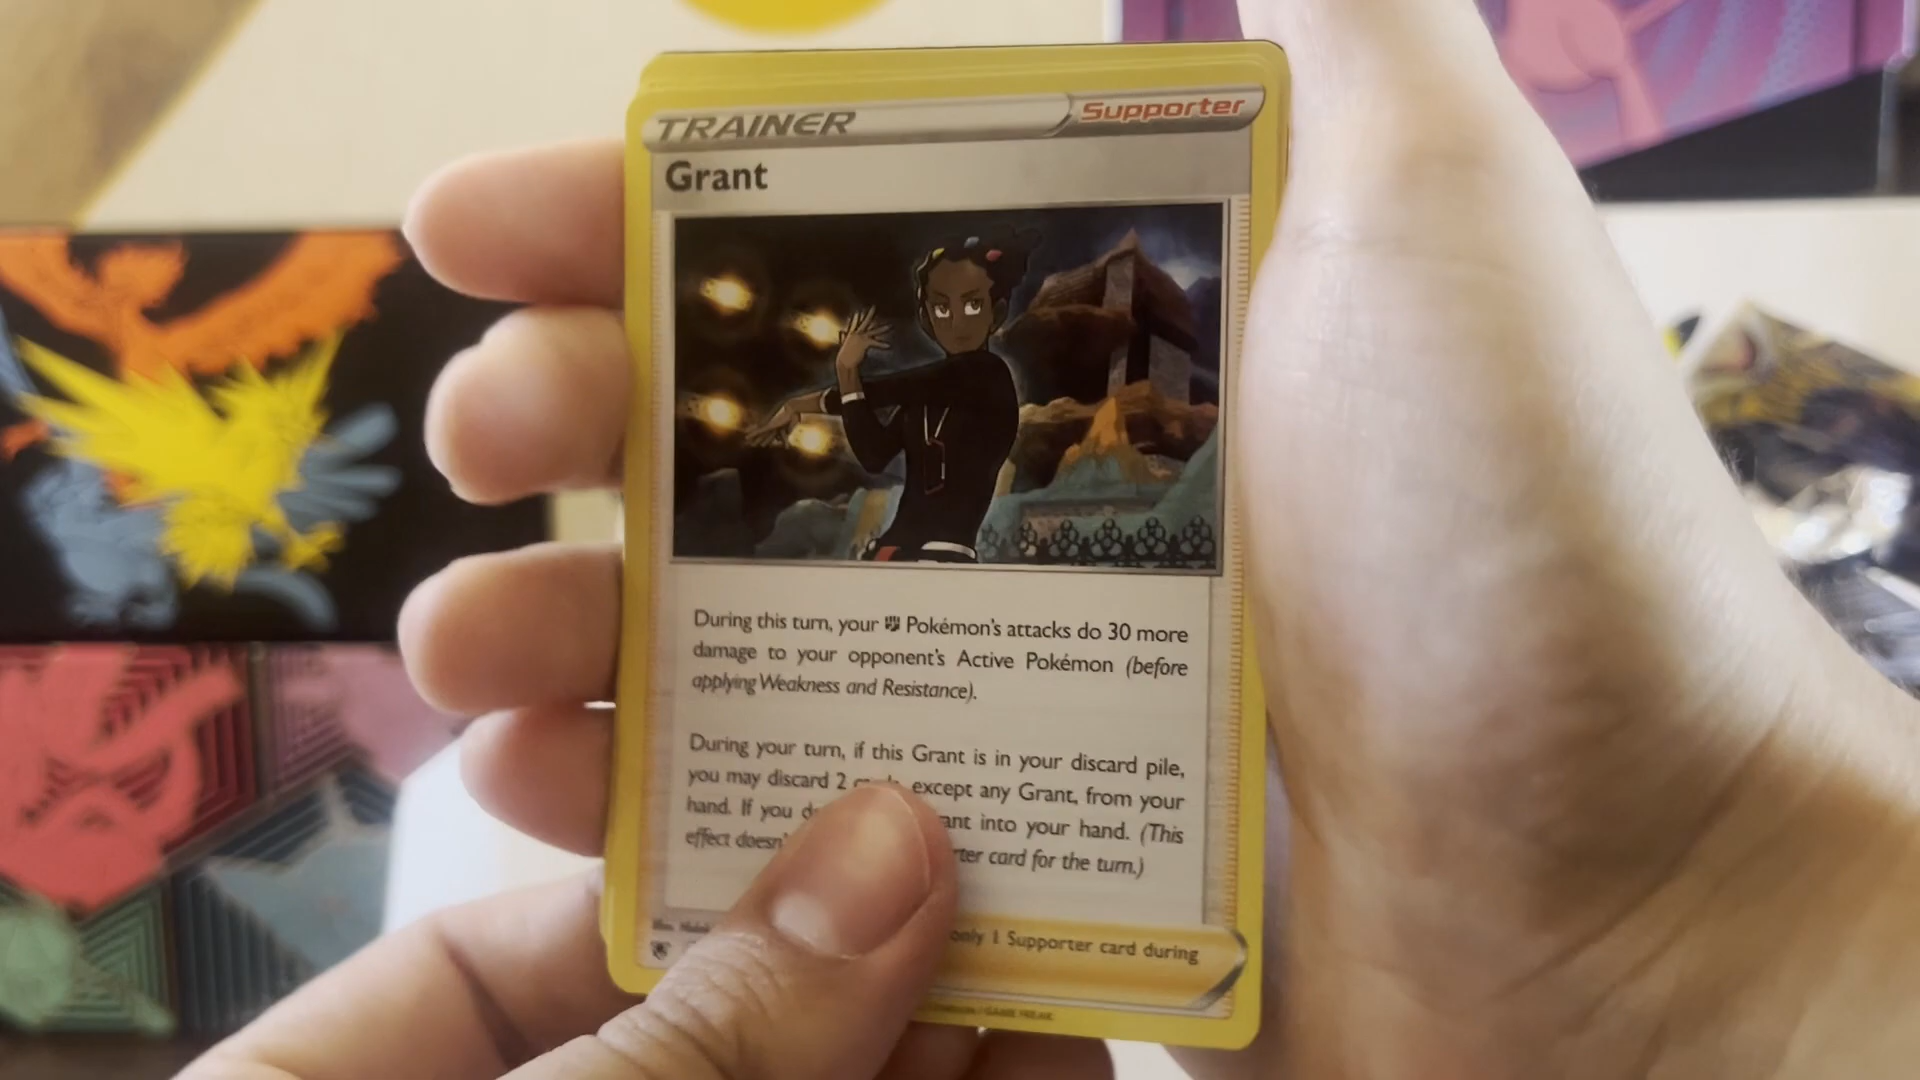 TRAINER Supporter
Grant
During this turn, your Pokémon's attacks do 30 more
damage to your opponent's Active Pokémon (before
applying Weakness and Resistance).
During your turn, if this Grant is in your discard pile,
you may discard 2 except any Grant, from your
hand. If you into your hand. (This
effect card for the turn.)
only 1 Supporter card during